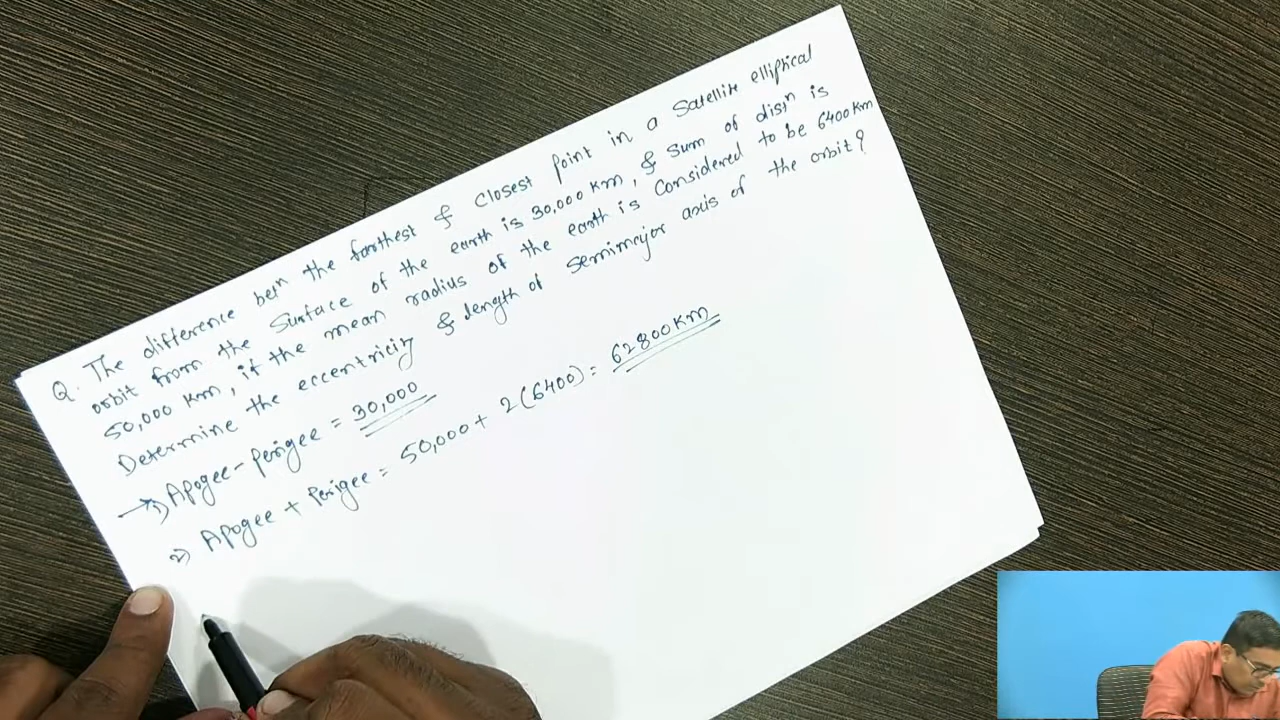 Q. The difference betn the farthest & closest point in a satellite elliptical
orbit from the surface of the earth is 30,000 km, & sum of distn is
50,000 km, if the mean radius of the earth is considered to be 6400 km
Determine the eccentricity & length of semimajor axis of the orbit?
→ 1) Apogee - Perigee = 30,000
2) Apogee + Perigee = 50,000 + 2(6400) = 62800 km